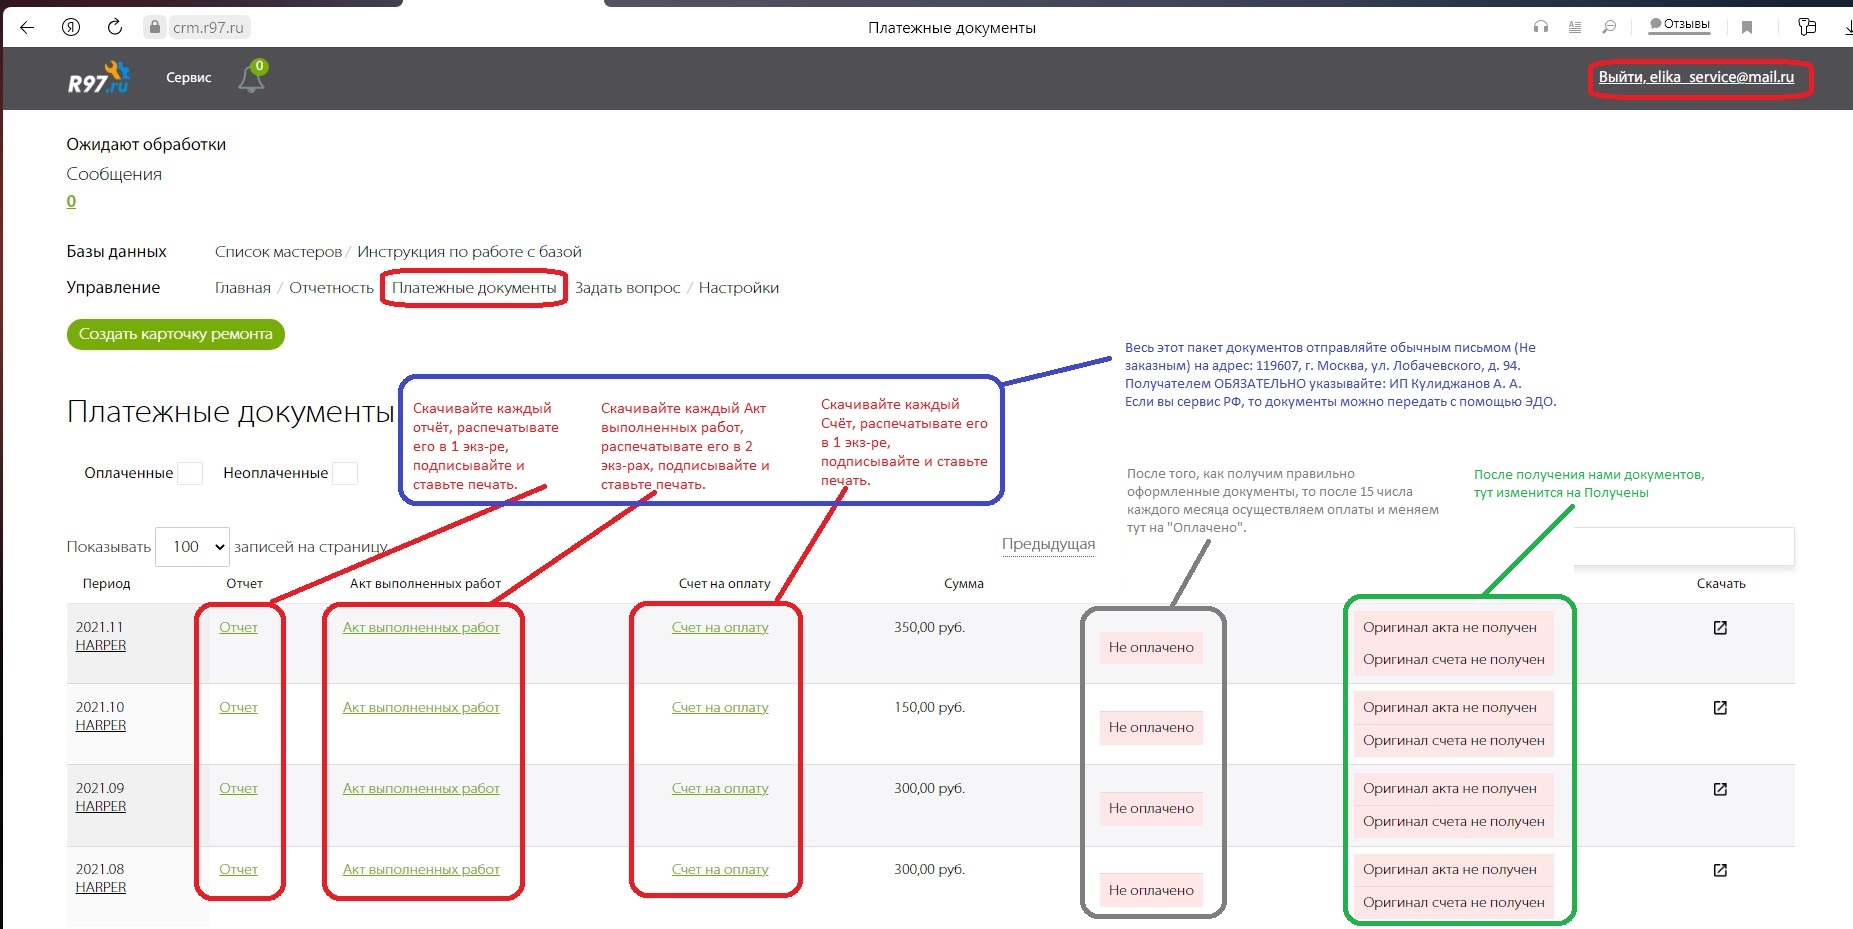 crm.r97.ru
Платежные документы
Отзывы
R97.ru
Сервис
0
Выйти, elika_service@mail.ru
Ожидают обработки
Сообщения
0
Базы данных
Список мастеров / Инструкция по работе с базой
Управление
Главная / Отчетность Платежные документы Задать вопрос / Настройки
Создать карточку ремонта
Весь этот пакет документов отправляйте обычным письмом (Не
заказным) на адрес: 119607, г. Москва, ул. Лобачевского, д. 94.
Получателем ОБЯЗАТЕЛЬНО указывайте: ИП Кулиджанов А. А.
Если вы сервис РФ, то документы можно передать с помощью ЭДО.
Платежные документы
Скачивайте каждый
отчёт, распечатывате
его в 1 экз-ре,
подписывайте и
ставьте печать.
Скачивайте каждый Акт
выполненных работ,
распечатывате его в 2
экз-рах, подписывайте и
ставьте печать.
Скачивайте каждый
Счёт, распечатывате его
в 1 экз-ре,
подписывайте и ставьте
печать.
Оплаченные
Неоплаченные
После того, как получим правильно
оформленные документы, то после 15 числа
каждого месяца осуществляем оплаты и меняем
тут на "Оплачено".
После получения нами документов,
тут изменится на Получены
Показывать 100 записей на страницу
Предыдущая
Период Отчет Акт выполненных работ Счет на оплату Сумма Скачать
2021.11 Отчет Акт выполненных работ Счет на оплату 350,00 руб. Оригинал акта не получен
HARPER Не оплачено
Оригинал счета не получен
2021.10 Отчет Акт выполненных работ Счет на оплату 150,00 руб. Оригинал акта не получен
HARPER Не оплачено
Оригинал счета не получен
2021.09 Отчет Акт выполненных работ Счет на оплату 300,00 руб. Оригинал акта не получен
HARPER Не оплачено
Оригинал счета не получен
2021.08 Отчет Акт выполненных работ Счет на оплату 300,00 руб. Оригинал акта не получен
HARPER Не оплачено
Оригинал счета не получен